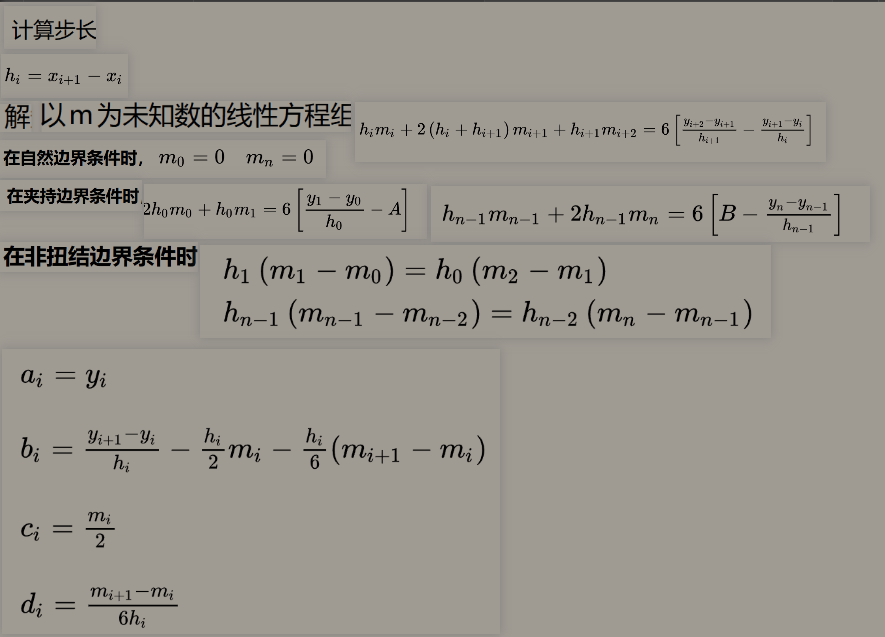 计算步长
h_i = x_{i+1} − x_i
解 以m为未知数的线性方程组 h_i m_i + 2(h_i + h_{i+1}) m_{i+1} + h_{i+1} m_{i+2} = 6 [ \frac{y_{i+2} − y_{i+1}}{h_{i+1}} − \frac{y_{i+1} − y_i}{h_i} ]
在自然边界条件时， m_0 = 0 m_n = 0
在夹持边界条件时 2h_0 m_0 + h_0 m_1 = 6 [ \frac{y_1 − y_0}{h_0} − A ] h_{n−1} m_{n−1} + 2h_{n−1} m_n = 6 [ B − \frac{y_n − y_{n−1}}{h_{n−1}} ]
在非扭结边界条件时 h_1 (m_1 − m_0) = h_0 (m_2 − m_1)
h_{n−1} (m_{n−1} − m_{n−2}) = h_{n−2} (m_n − m_{n−1})
a_i = y_i
b_i = \frac{y_{i+1} − y_i}{h_i} − \frac{h_i}{2} m_i − \frac{h_i}{6} (m_{i+1} − m_i)
c_i = \frac{m_i}{2}
d_i = \frac{m_{i+1} − m_i}{6h_i}